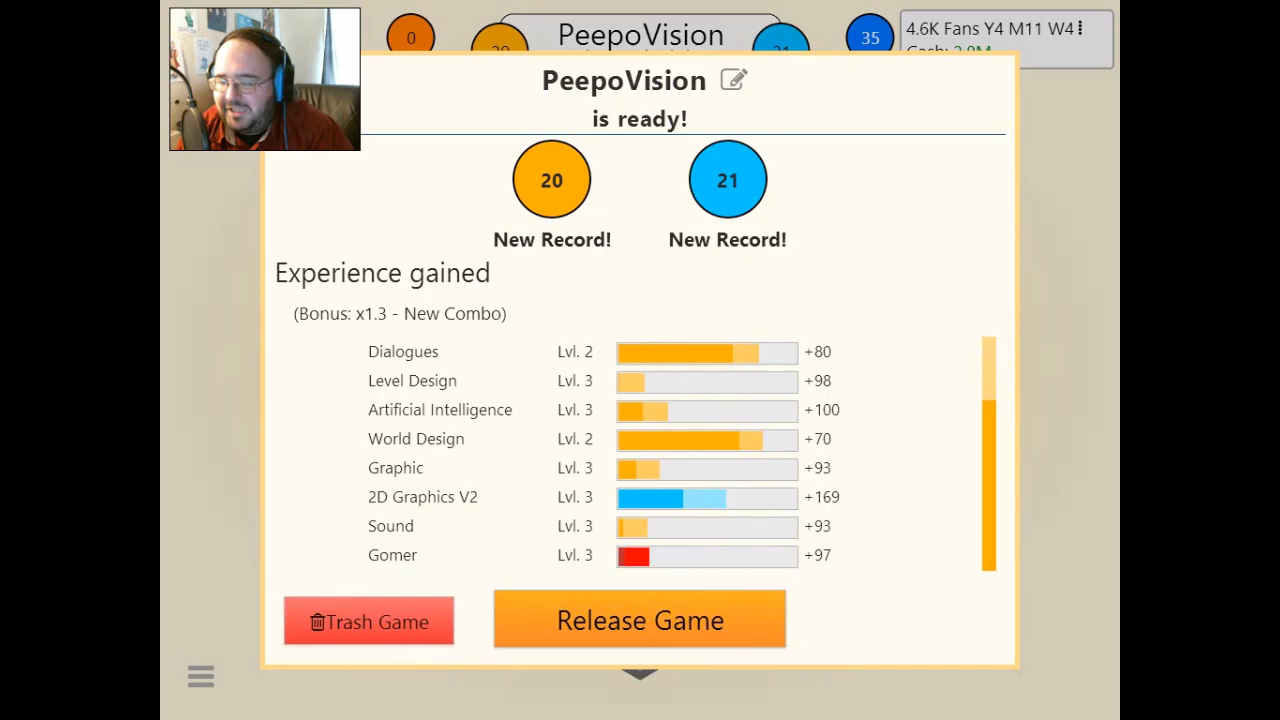 0
PeepoVision
35
4.6K Fans Y4 M11 W4
PeepoVision
is ready!
20
21
New Record!
New Record!
Experience gained
(Bonus: x1.3 - New Combo)
Dialogues Lvl. 2 +80
Level Design Lvl. 3 +98
Artificial Intelligence Lvl. 3 +100
World Design Lvl. 2 +70
Graphic Lvl. 3 +93
2D Graphics V2 Lvl. 3 +169
Sound Lvl. 3 +93
Gomer Lvl. 3 +97
Trash Game
Release Game